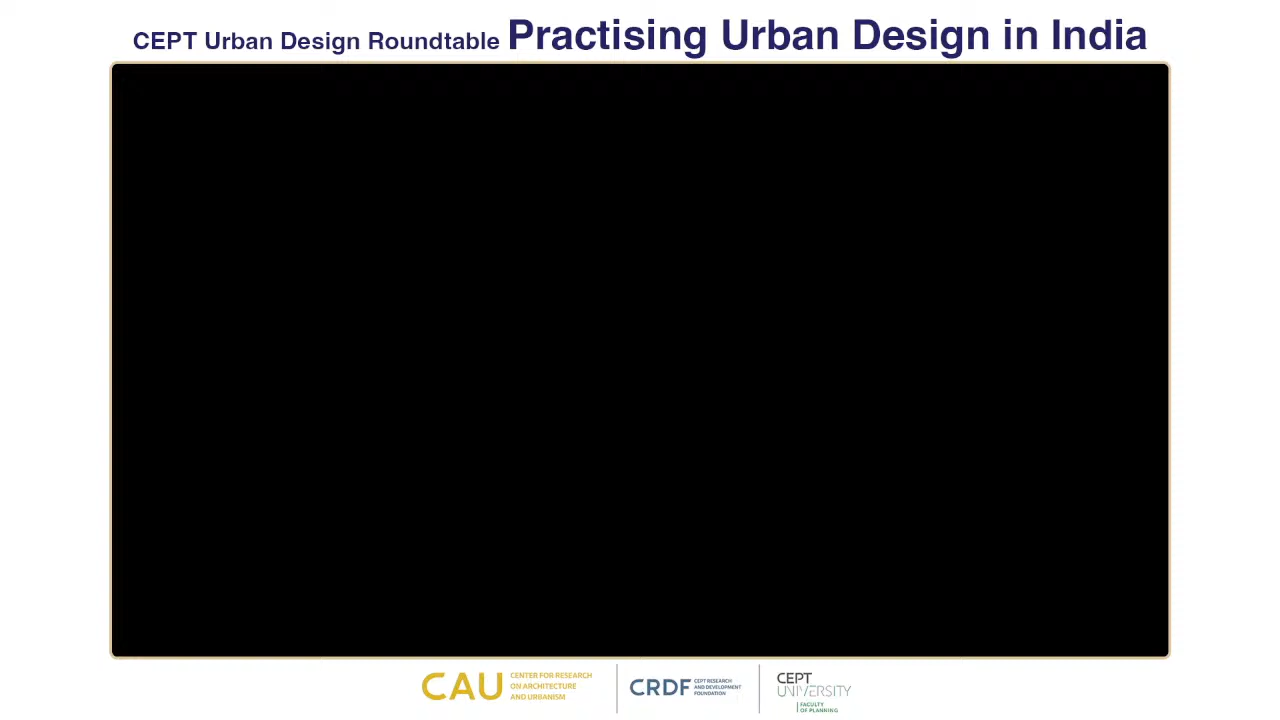 CEPT Urban Design Roundtable Practising Urban Design in India
CAU
CENTER FOR RESEARCH
ON ARCHITECTURE
AND URBANISM
CRDF
CEPT RESEARCH
AND DEVELOPMENT
FOUNDATION
CEPT
UNIVERSITY
FACULTY
OF PLANNING